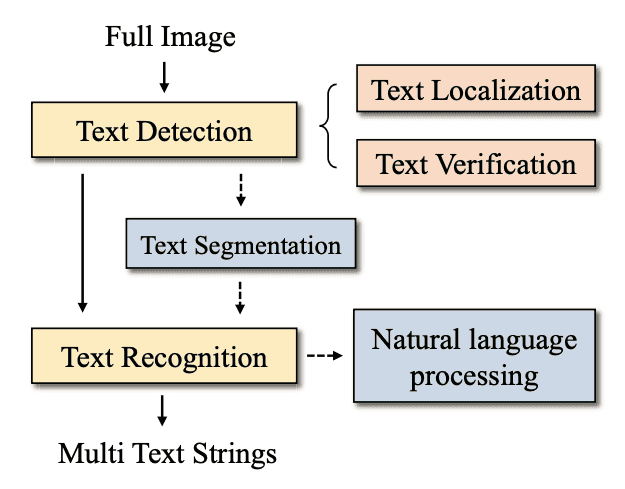 Full Image
Text Detection
Text Localization
Text Verification
Text Segmentation
Text Recognition
Natural language
processing
Multi Text Strings